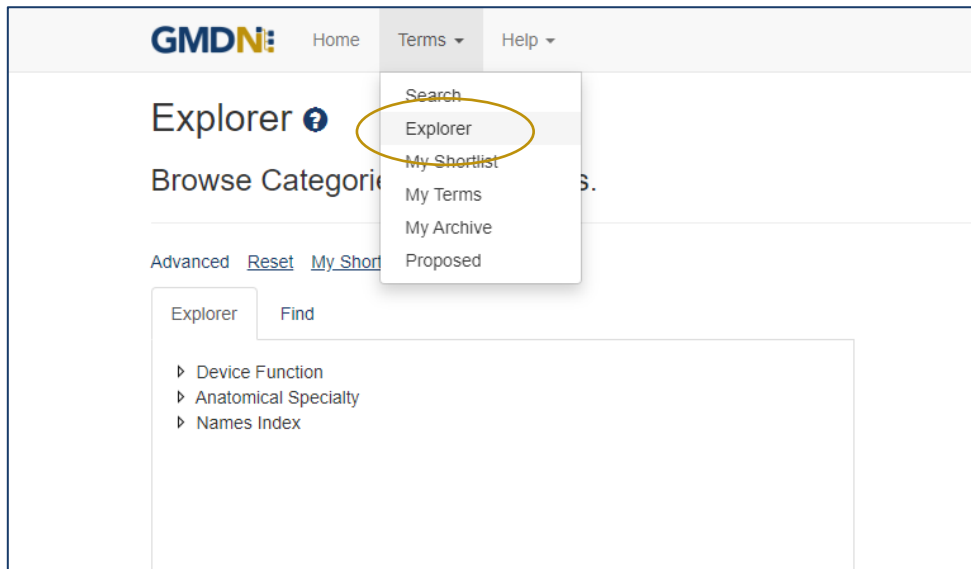 GMDN Home Terms Help
Search
Explorer
My Shortlist
My Terms
My Archive
Proposed
Explorer ?
Browse Categorie s.
Advanced Reset My Short
Explorer Find
Device Function
Anatomical Specialty
Names Index